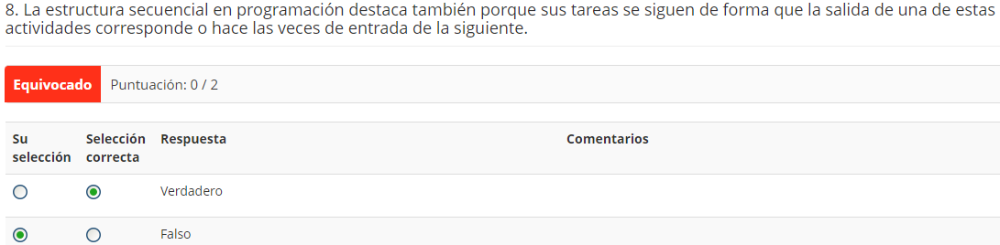 8. La estructura secuencial en programación destaca también porque sus tareas se siguen de forma que la salida de una de estas
actividades corresponde o hace las veces de entrada de la siguiente.
Equivocado Puntuación: 0 / 2
Su selección Selección correcta Respuesta Comentarios
Verdadero
Falso